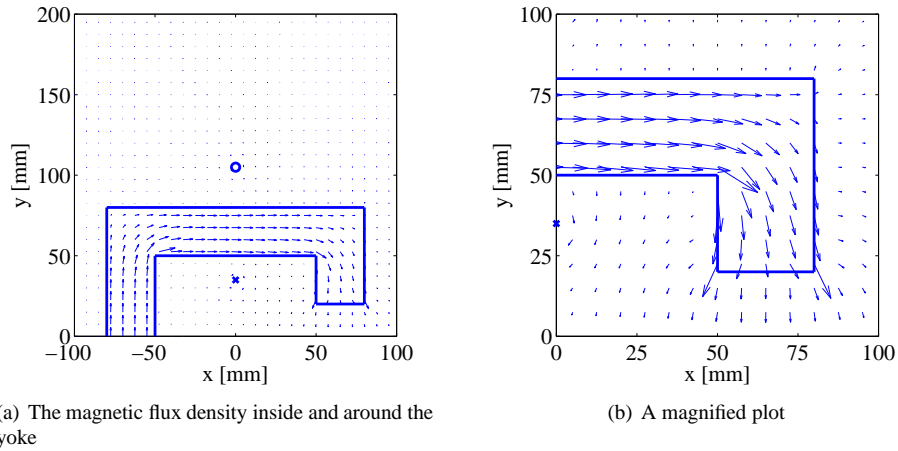 200
150
100
50
0
−100
−50
0
50
100
x [mm]
y [mm]
100
75
50
25
0
0
25
50
75
100
x [mm]
y [mm]
a) The magnetic flux density inside and around the
yoke
(b) A magnified plot